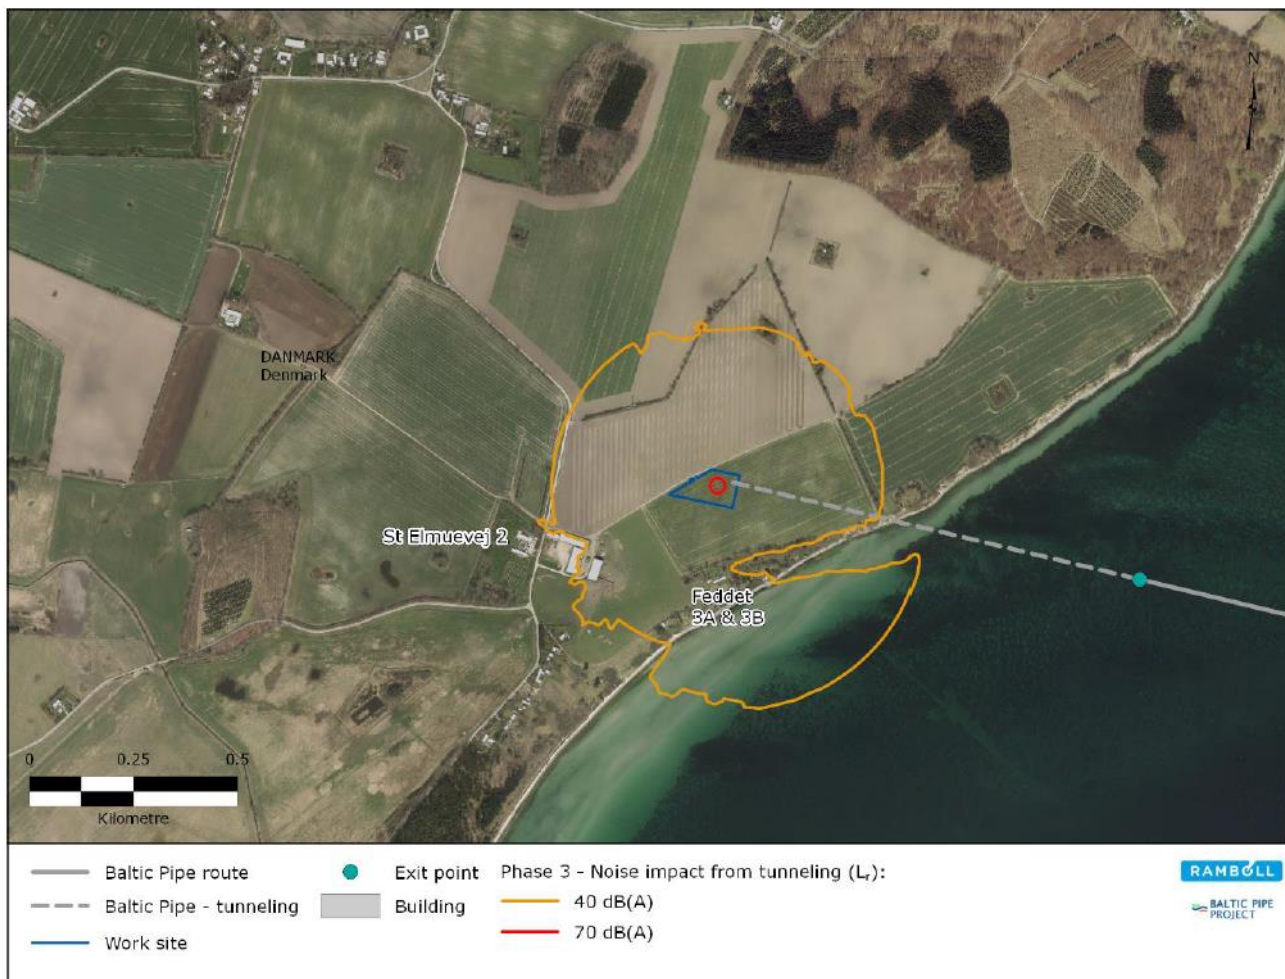 N
DANMARK
Denmark
St Elmuevej 2
Feddet
3A & 3B
0 0.25 0.5
Kilometre
Baltic Pipe route
Baltic Pipe - tunneling
Work site
Exit point
Building
Phase 3 - Noise impact from tunneling (Lr):
40 dB(A)
70 dB(A)
RAMBOLL
BALTIC PIPE
PROJECT